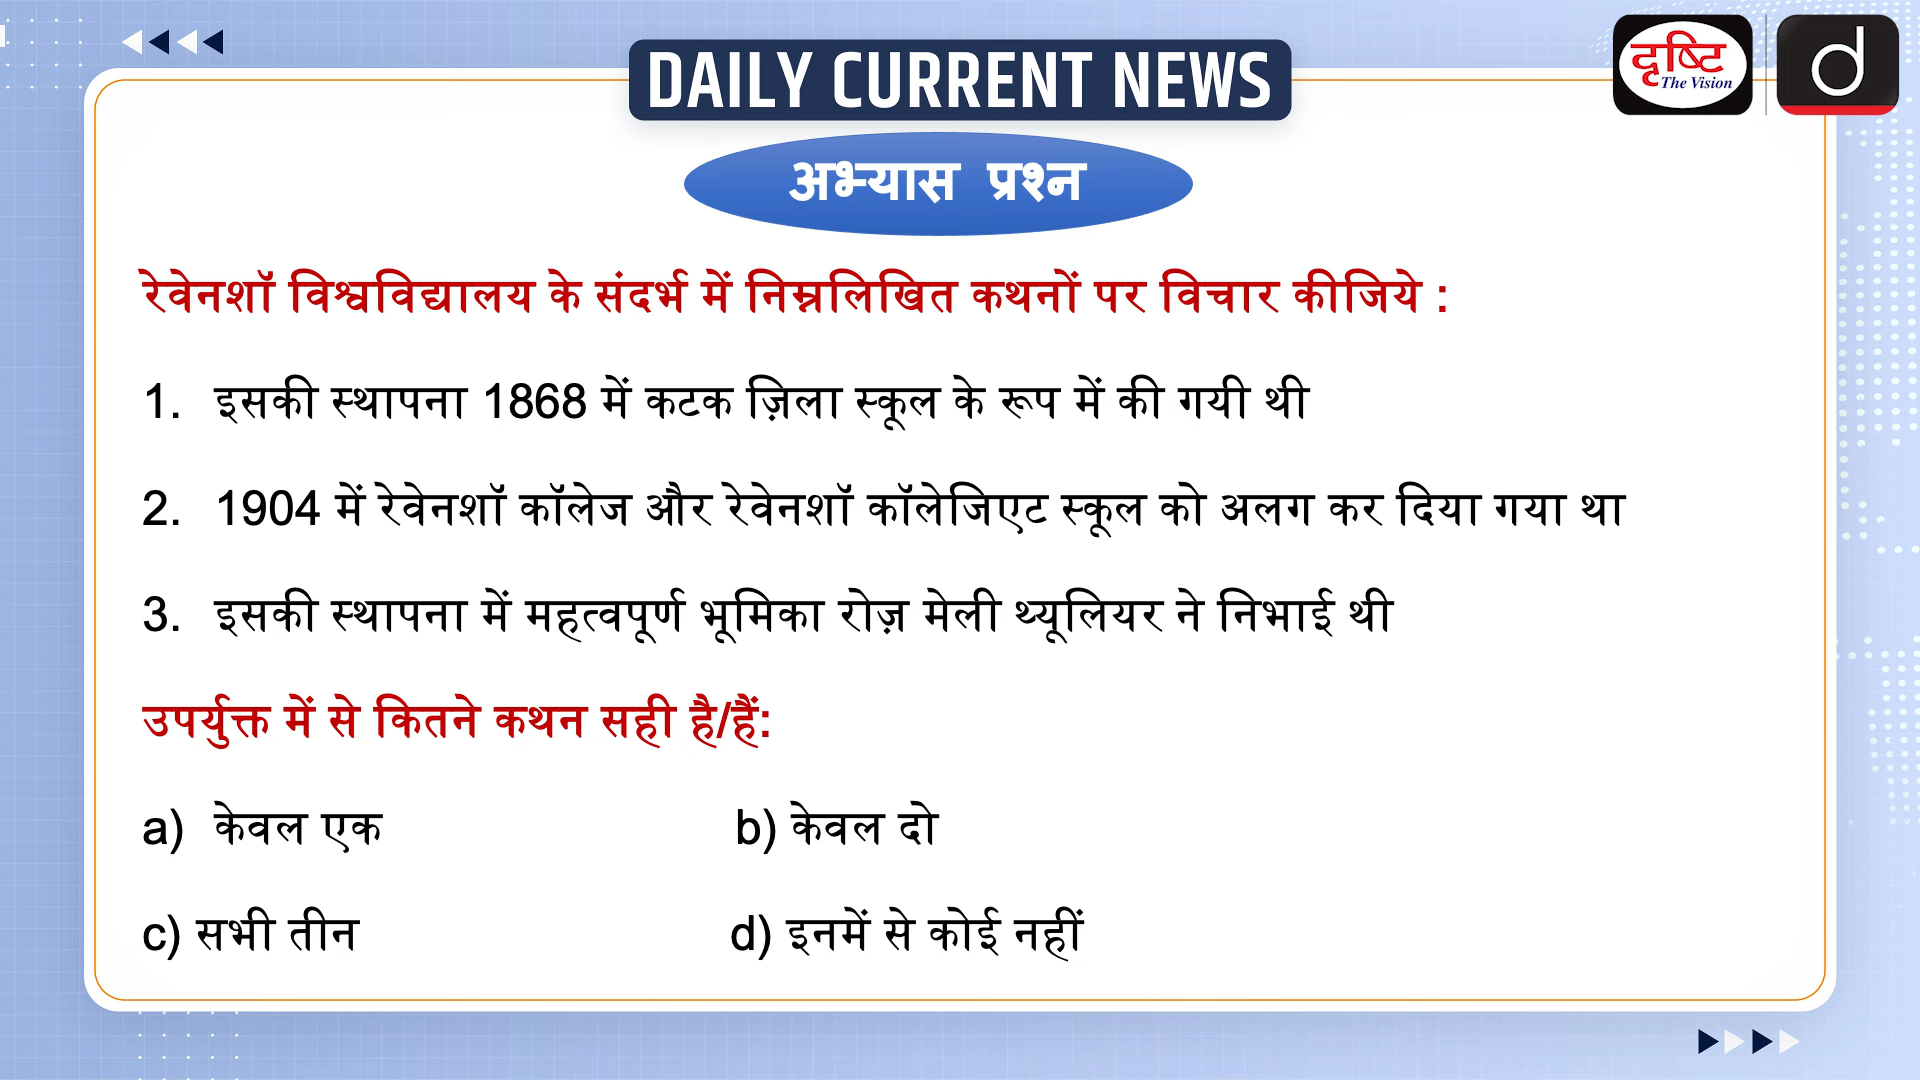 DAILY CURRENT NEWS
दृष्टि
The Vision
d
अभ्यास प्रश्न
रेवेनशॉ विश्वविद्यालय के संदर्भ में निम्नलिखित कथनों पर विचार कीजिये :
1. इसकी स्थापना 1868 में कटक ज़िला स्कूल के रूप में की गयी थी
2. 1904 में रेवेनशॉ कॉलेज और रेवेनशॉ कॉलेजिएट स्कूल को अलग कर दिया गया था
3. इसकी स्थापना में महत्वपूर्ण भूमिका रोज़ मेली थ्यूलियर ने निभाई थी
उपर्युक्त में से कितने कथन सही है/हैं:
a) केवल एक b) केवल दो
c) सभी तीन d) इनमें से कोई नहीं